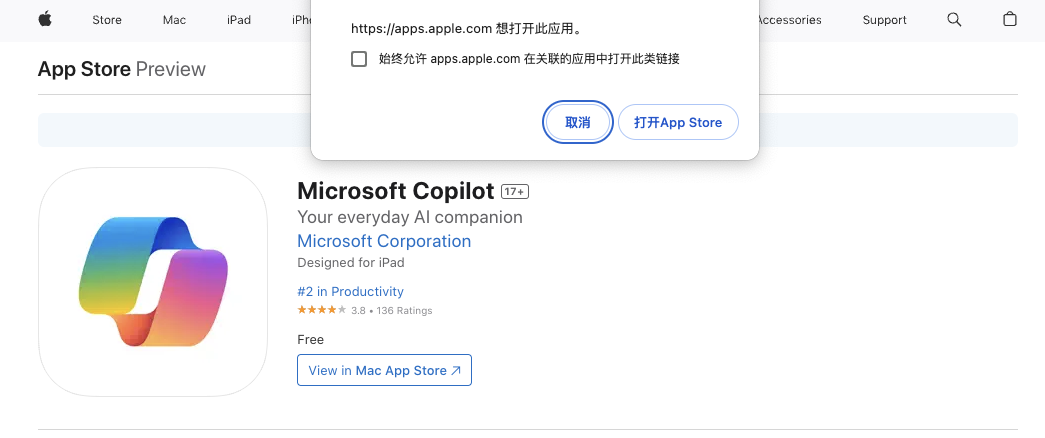 Store Mac iPad Accessories Support
https://apps.apple.com 想打开此应用。
始终允许 apps.apple.com 在关联的应用中打开此类链接
取消 打开App Store
App Store Preview
Microsoft Copilot 17+
Your everyday AI companion
Microsoft Corporation
Designed for iPad
#2 in Productivity
3.8 • 136 Ratings
Free
View in Mac App Store